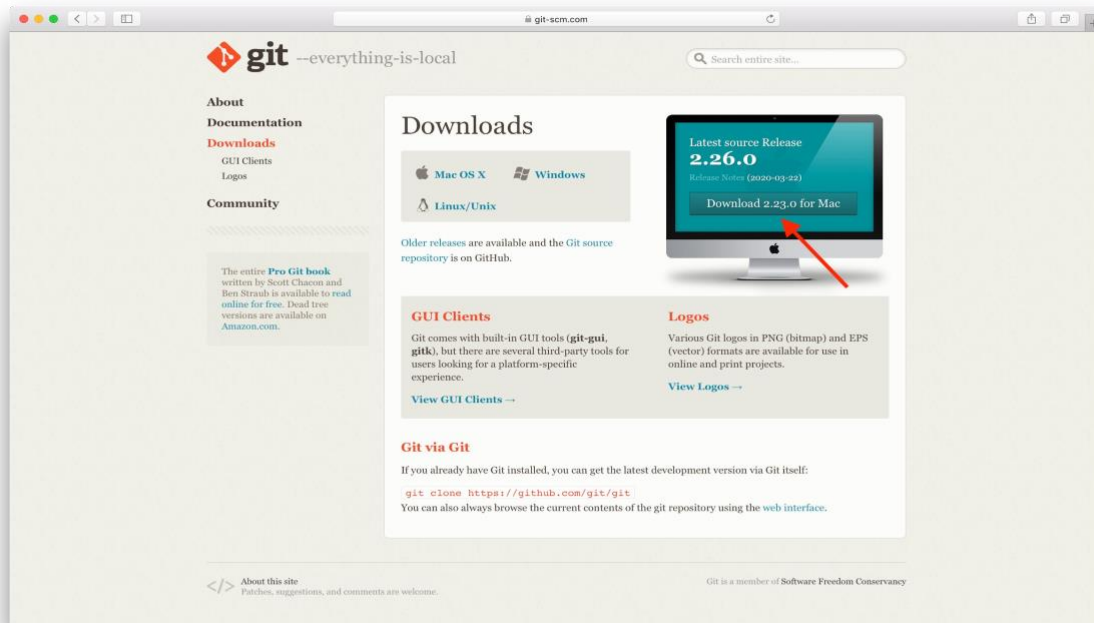 git-scm.com
git --everything-is-local
Search entire site...
About
Documentation
Downloads
GUI Clients
Logos
Community
The entire Pro Git book
written by Scott Chacon and
Ben Straub is available to read
online for free. Dead tree
versions are available on
Amazon.com.
Downloads
Mac OS X
Windows
Linux/Unix
Older releases are available and the Git source
repository is on GitHub.
Latest source Release
2.26.0
Release Notes (2020-03-22)
Download 2.23.0 for Mac
GUI Clients
Git comes with built-in GUI tools (git-gui,
gitk), but there are several third-party tools for
users looking for a platform-specific
experience.
View GUI Clients →
Logos
Various Git logos in PNG (bitmap) and EPS
(vector) formats are available for use in
online and print projects.
View Logos →
Git via Git
If you already have Git installed, you can get the latest development version via Git itself:
git clone https://github.com/git/git
You can also always browse the current contents of the git repository using the web interface.
</> About this site
Patches, suggestions, and comments are welcome.
Git is a member of Software Freedom Conservancy